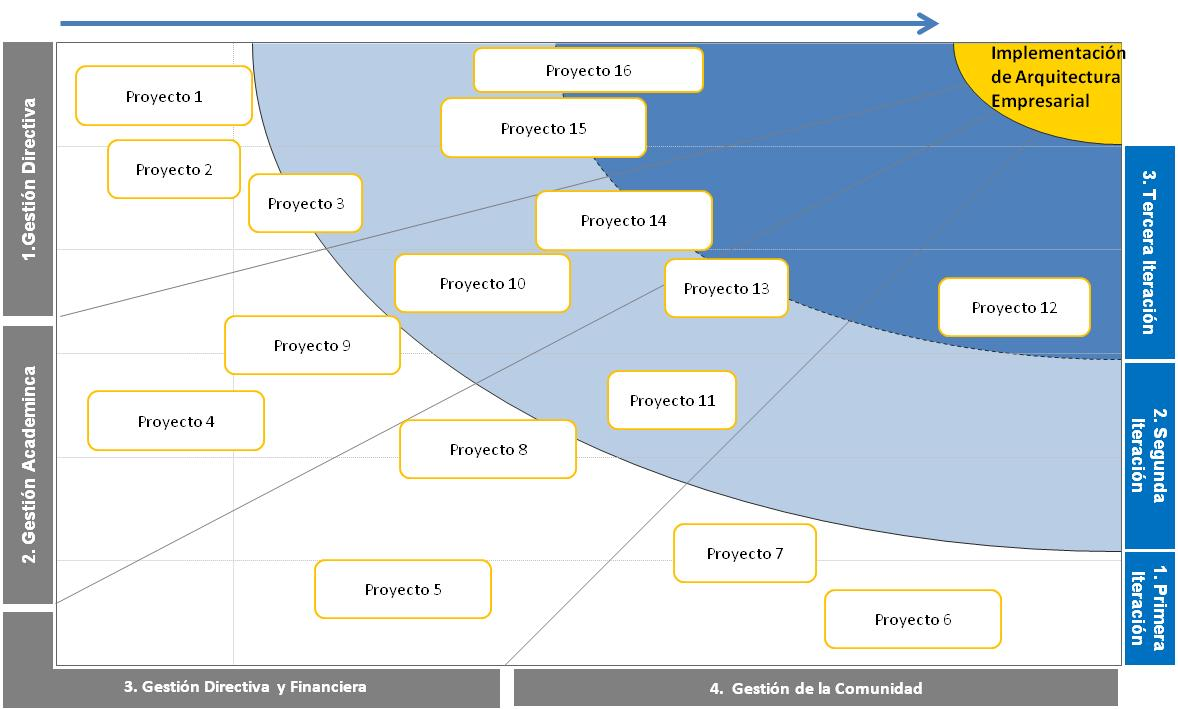 Implementación
de Arquitectura
Empresarial
Proyecto 16
Proyecto 1
Proyecto 15
Proyecto 2
Proyecto 3
Proyecto 14
Proyecto 10
Proyecto 13
Proyecto 12
Proyecto 9
Proyecto 4
Proyecto 11
Proyecto 8
Proyecto 7
Proyecto 5
Proyecto 6
1.Gestión Directiva
2. Gestión Academinca
3. Gestión Directiva y Financiera
4. Gestión de la Comunidad
3. Tercera Iteración
2. Segunda
Iteración
1. Primera
Iteración